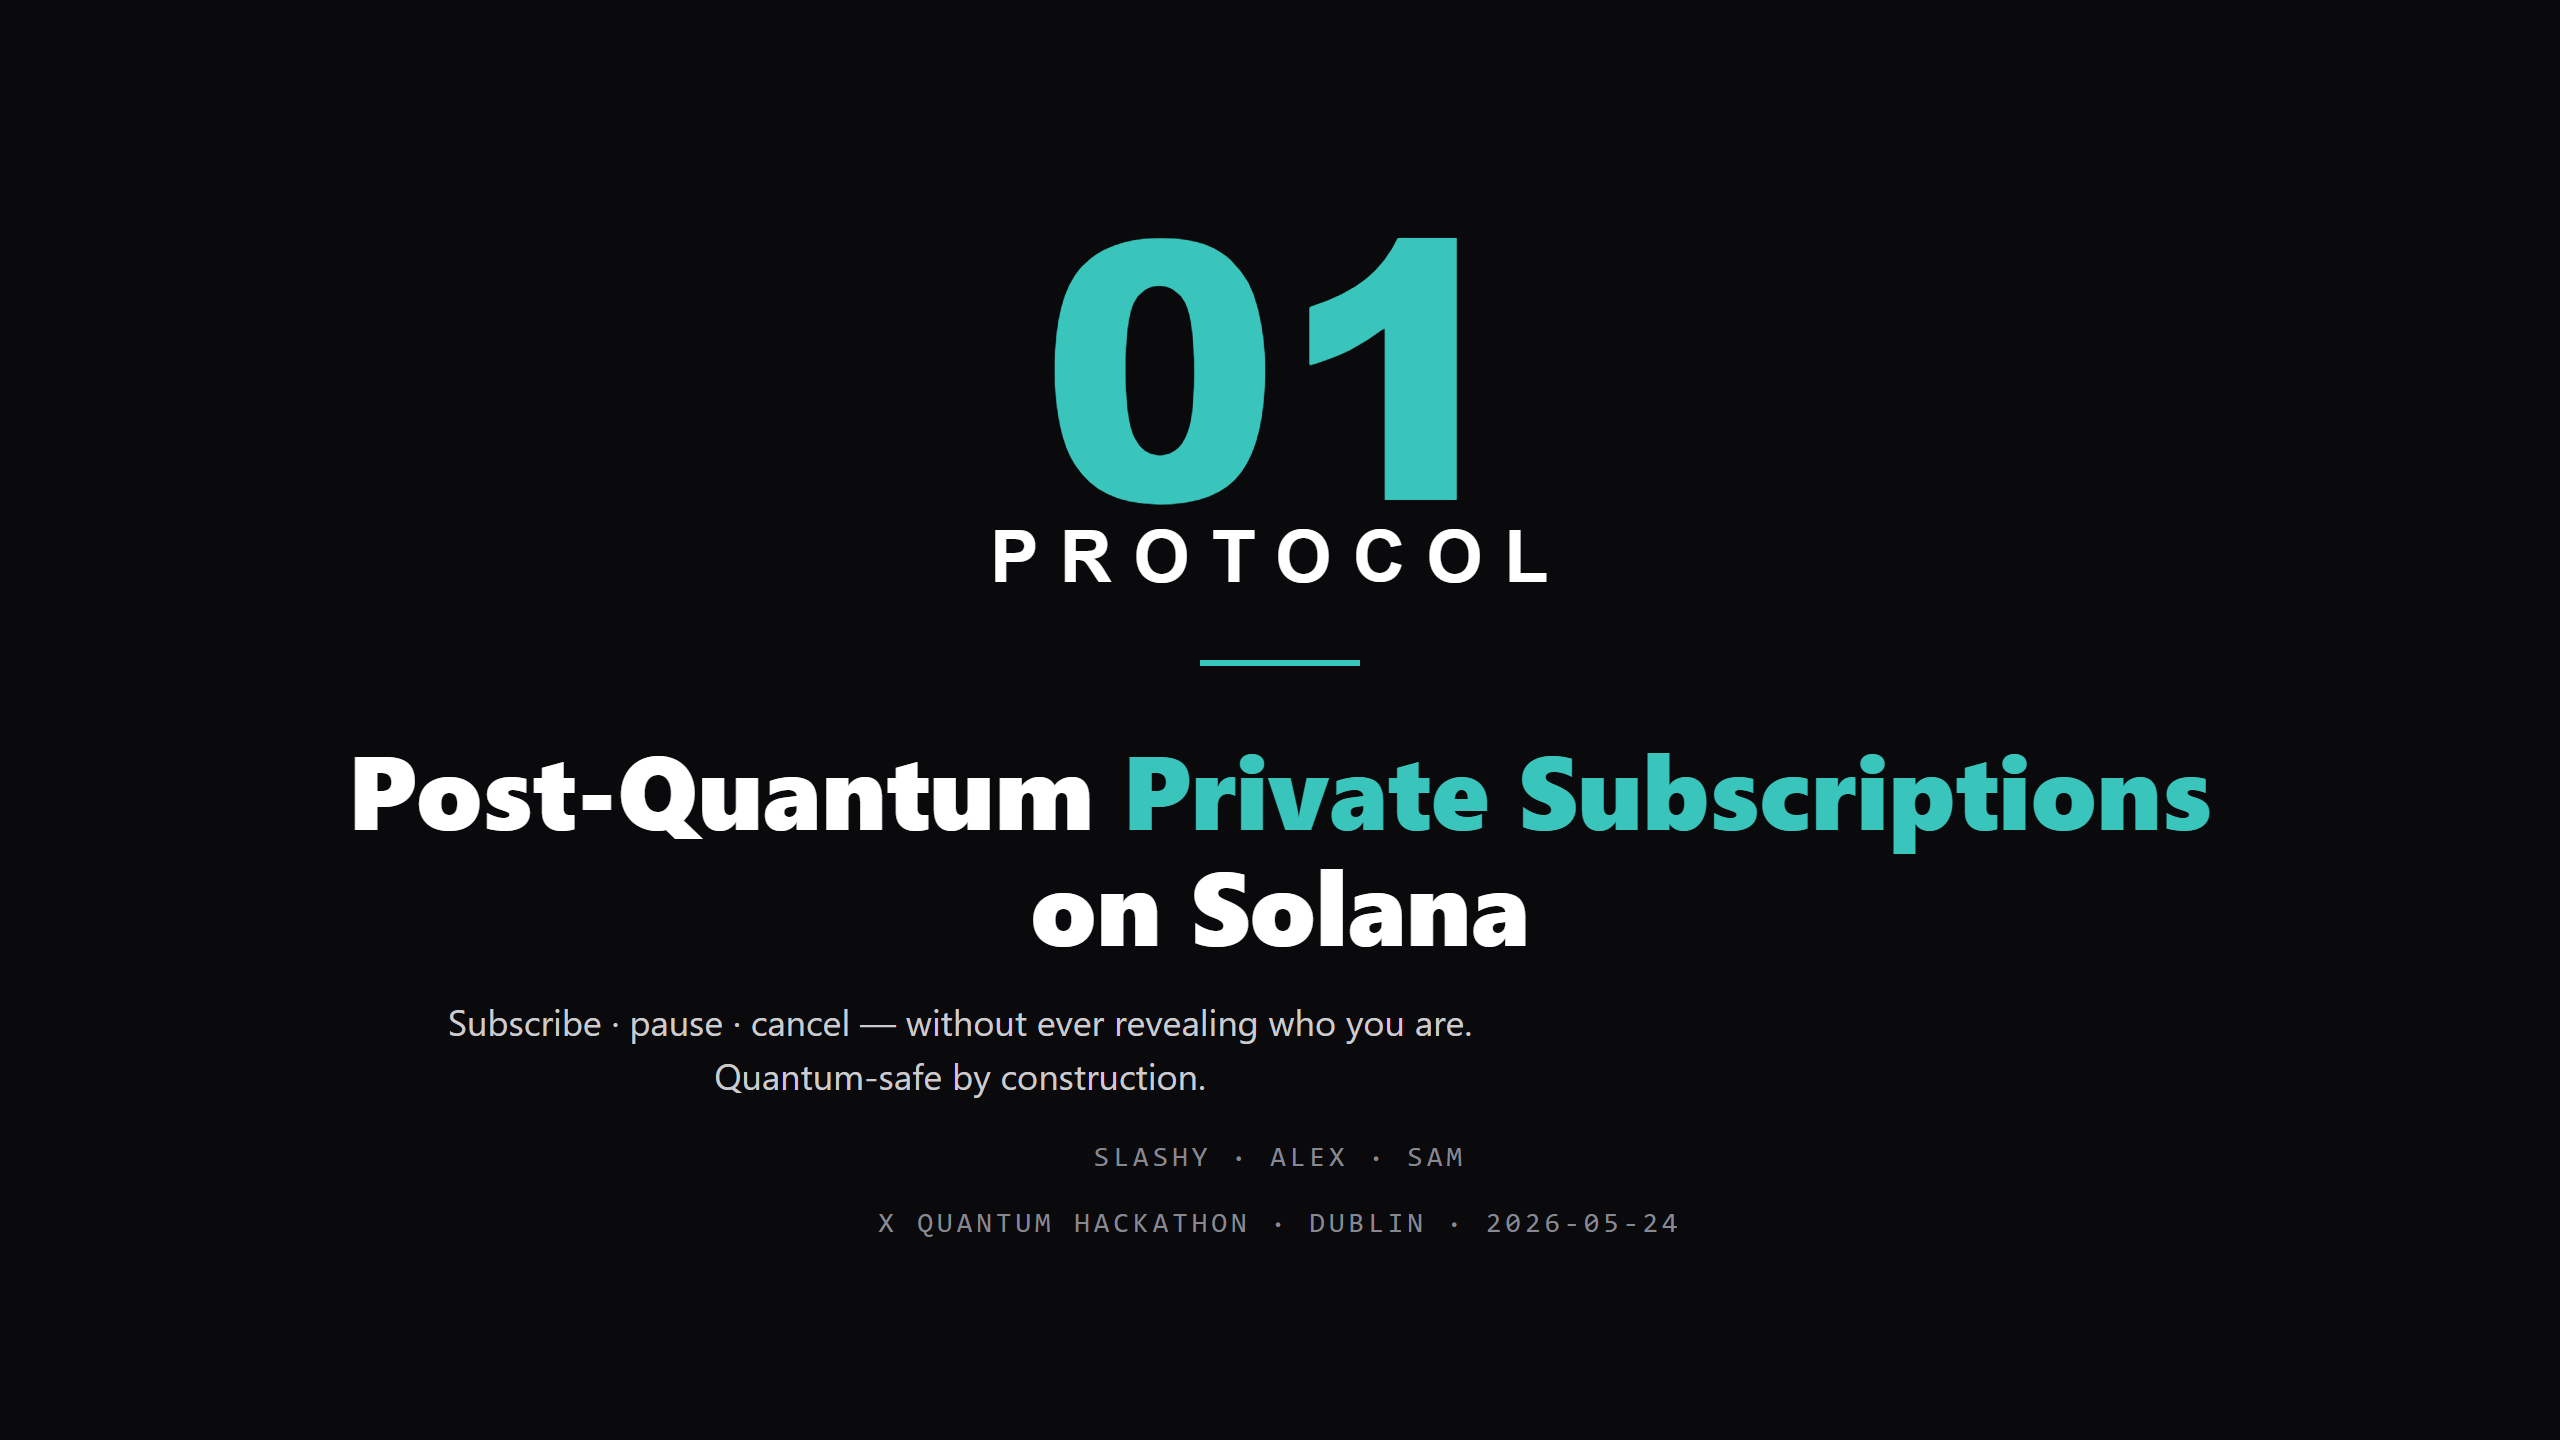 01
PROTOCOL
Post-Quantum Private Subscriptions
on Solana
Subscribe · pause · cancel — without ever revealing who you are.
Quantum-safe by construction.
SLASHY · ALEX · SAM
X QUANTUM HACKATHON · DUBLIN · 2026-05-24